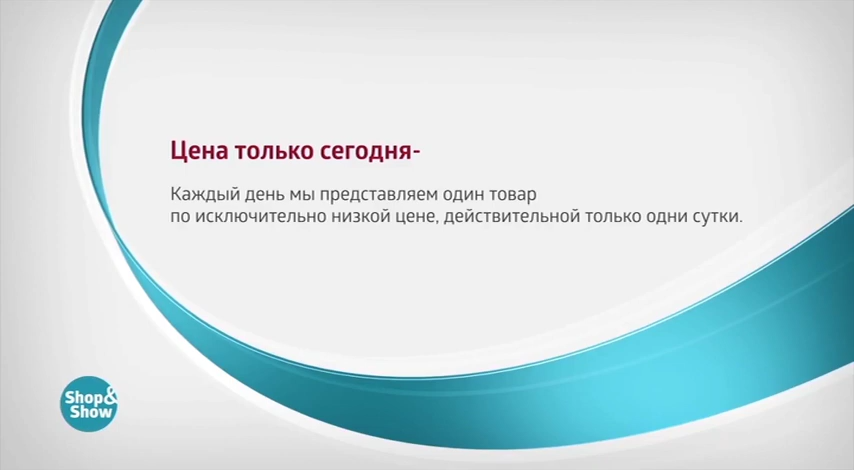 Цена только сегодня-
Каждый день мы представляем один товар
по исключительно низкой цене, действительной только одни сутки.
Shop&
Show